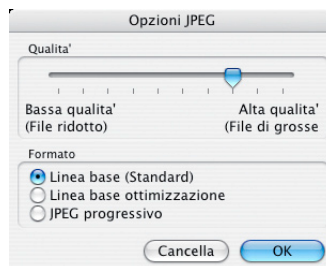 Opzioni JPEG
Qualita'
Bassa qualita'
(File ridotto)
Alta qualita'
(File di grosse
Formato
Linea base (Standard)
Linea base ottimizzazione
JPEG progressivo
Cancella
OK